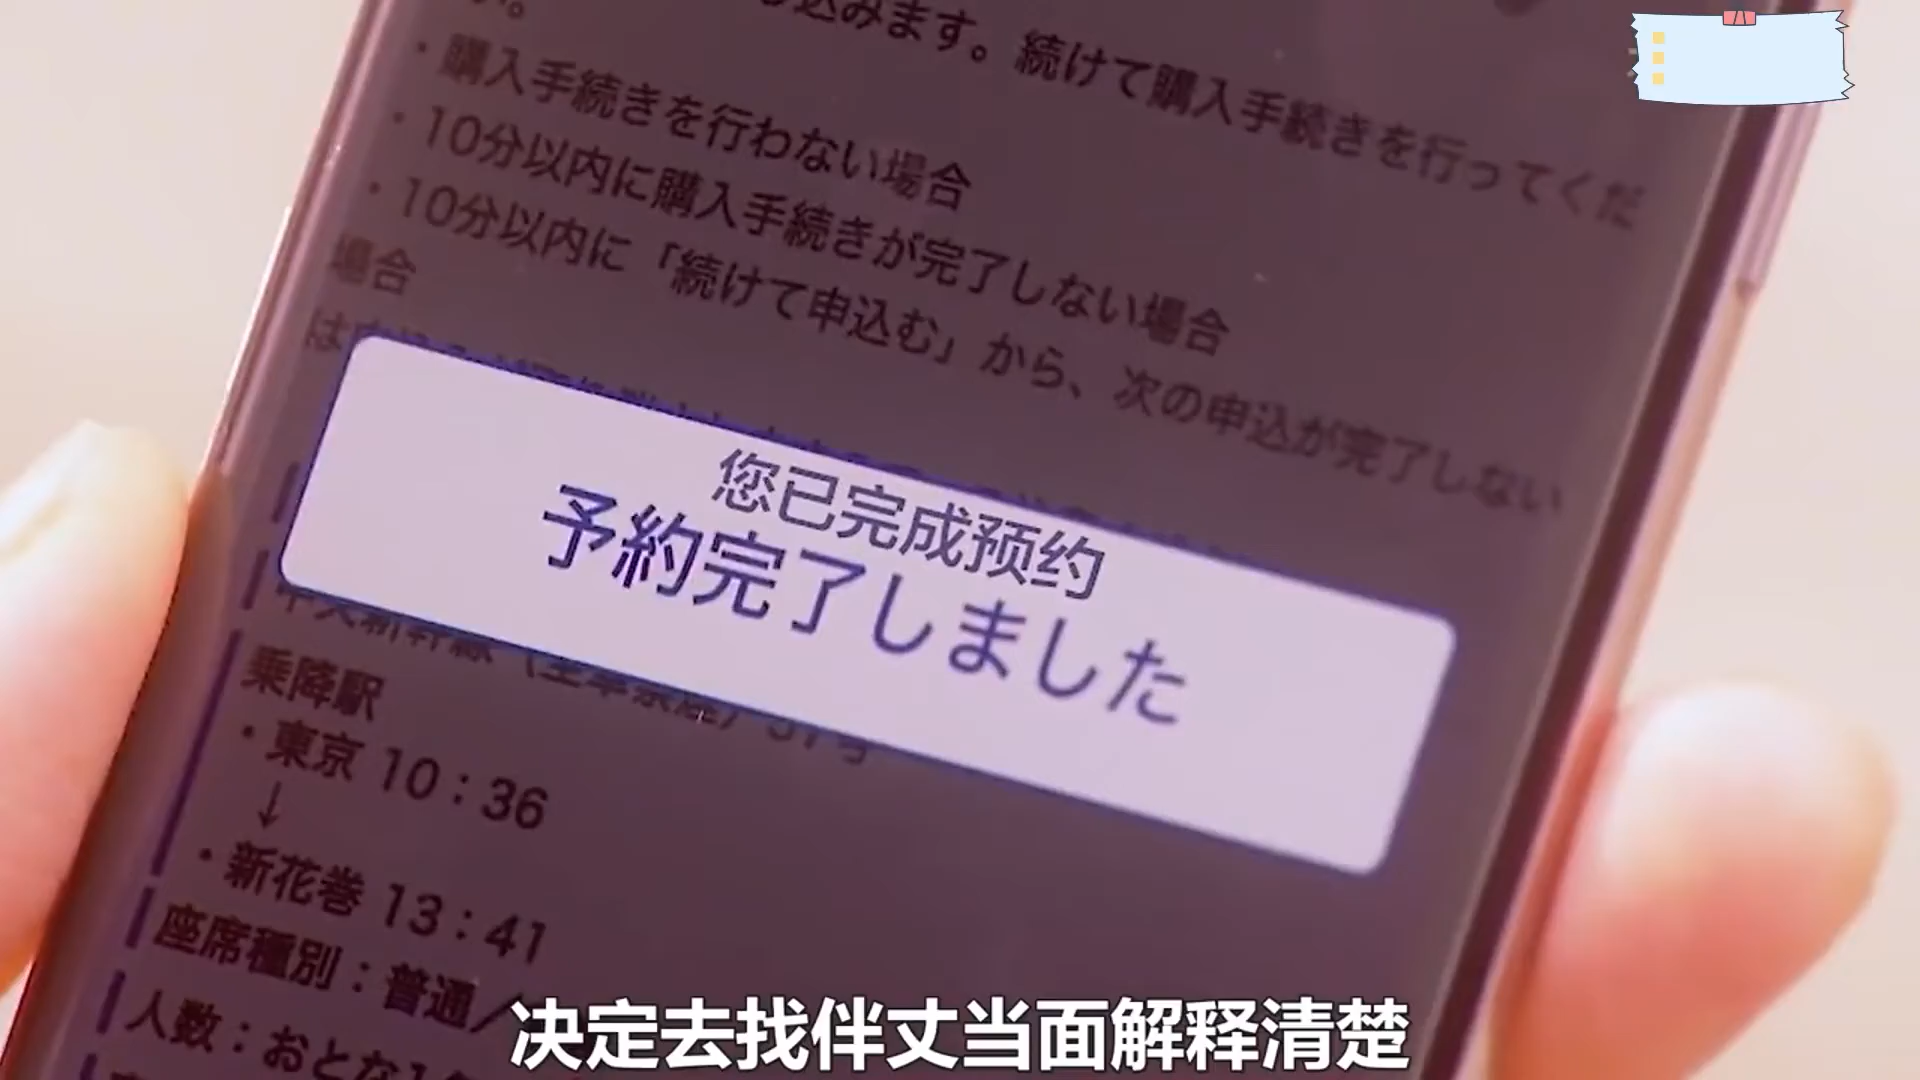 込みます。続けて購入手続きを行ってくだ
・購入手続きを行わない場合
・10分以内に購入手続きが完了しない場合
・10分以内に「続けて申込む」から、次の申込が完了しない
場合
您已完成预约
予約完了しました
乗降駅
・東京 10：36
↓
・新花巻 13：41
座席種別：普通／
人数：おとな1
决定去找伴丈当面解释清楚